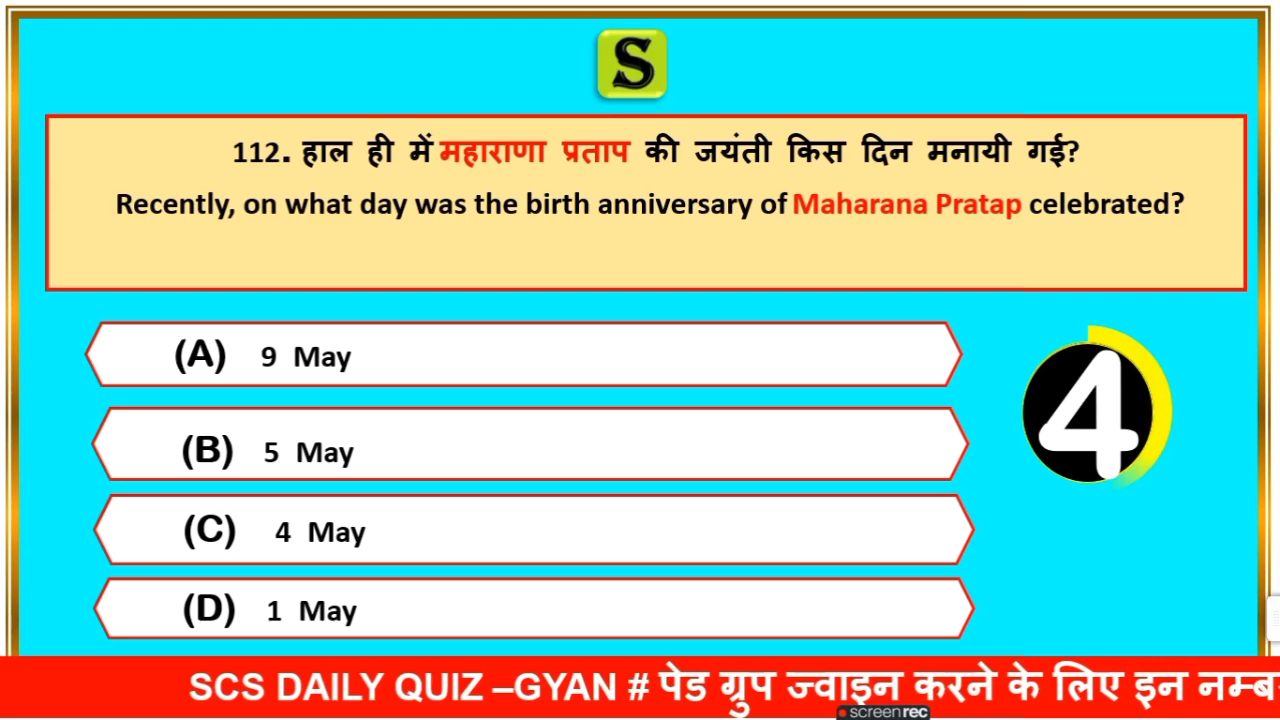 S
112. हाल ही में महाराणा प्रताप की जयंती किस दिन मनायी गई?
Recently, on what day was the birth anniversary of Maharana Pratap celebrated?
(A) 9 May
4
(B) 5 May
(C) 4 May
(D) 1 May
SCS DAILY QUIZ –GYAN # पेड ग्रुप ज्वाइन करने के लिए इन नम्ब
screenrec